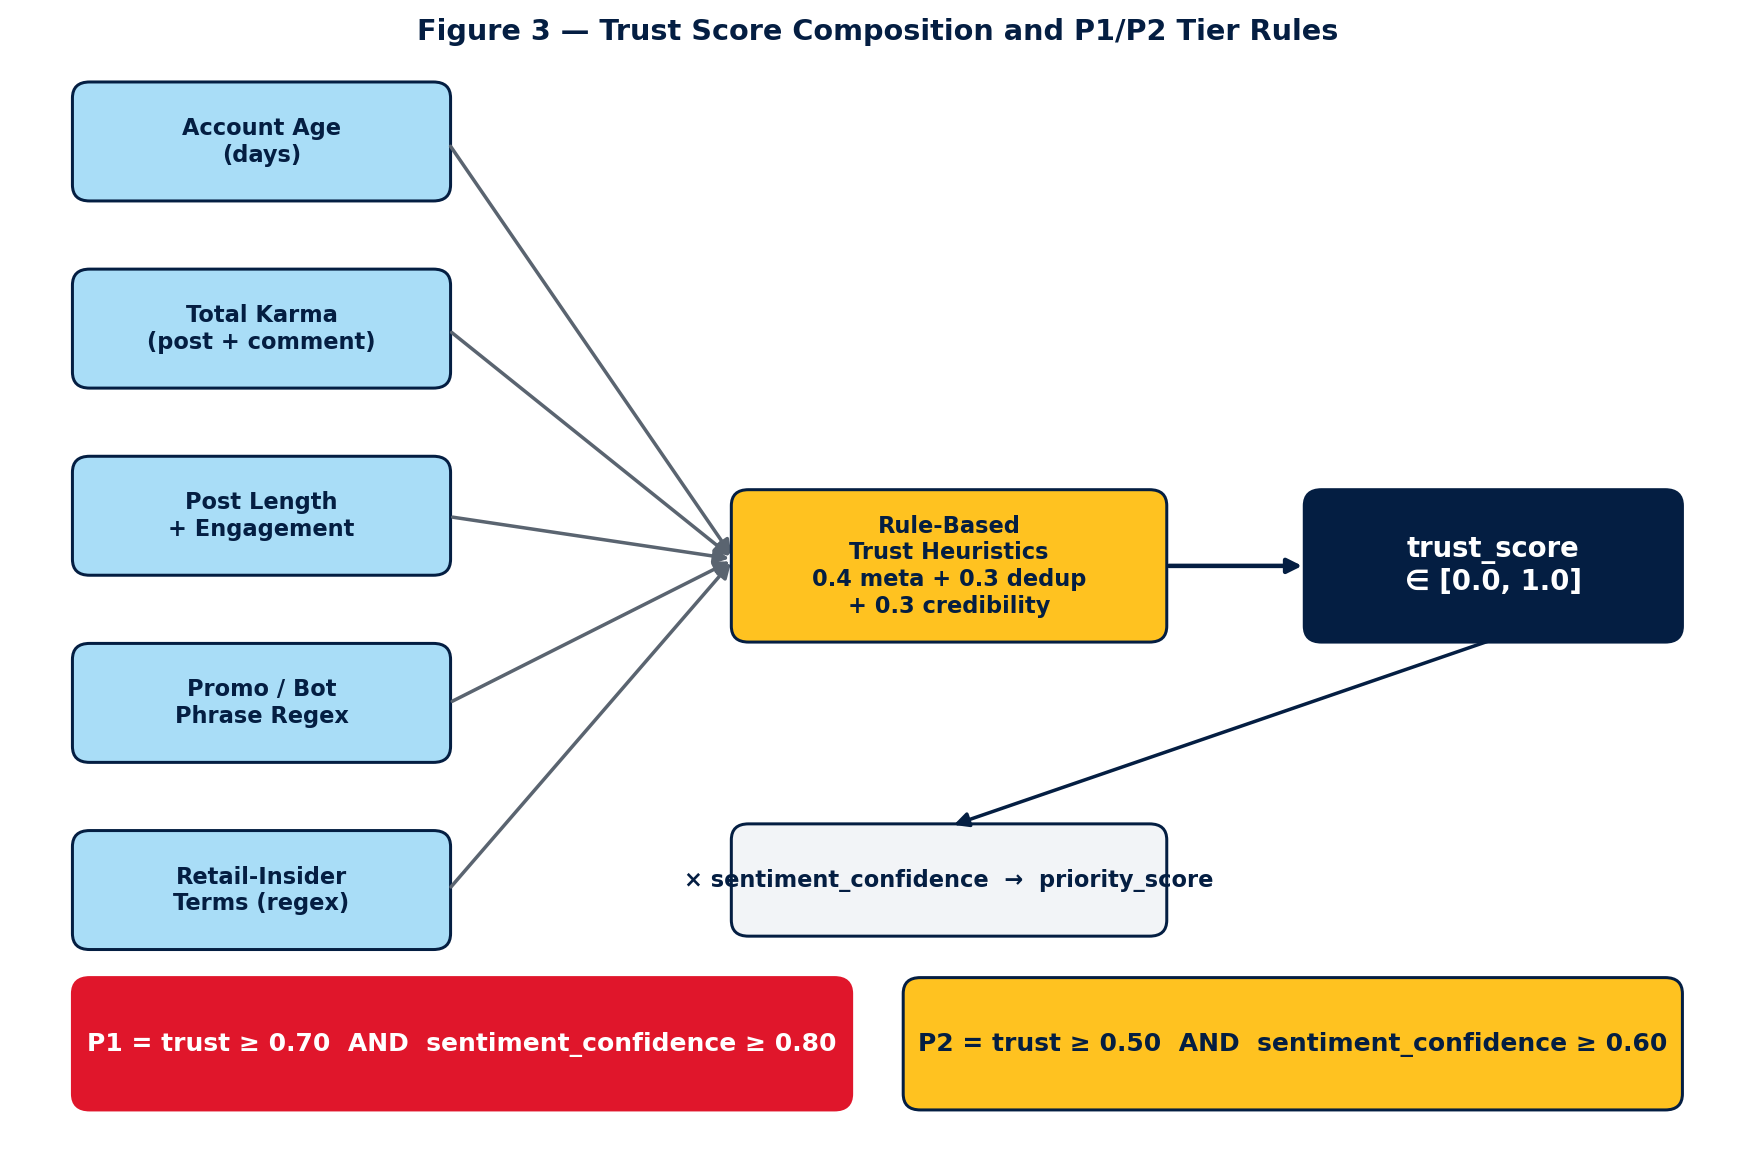 Figure 3 — Trust Score Composition and P1/P2 Tier Rules
Account Age
(days)
Total Karma
(post + comment)
Post Length
+ Engagement
Promo / Bot
Phrase Regex
Retail-Insider
Terms (regex)
Rule-Based
Trust Heuristics
0.4 meta + 0.3 dedup
+ 0.3 credibility
trust_score
∈ [0.0, 1.0]
× sentiment_confidence → priority_score
P1 = trust ≥ 0.70 AND sentiment_confidence ≥ 0.80
P2 = trust ≥ 0.50 AND sentiment_confidence ≥ 0.60